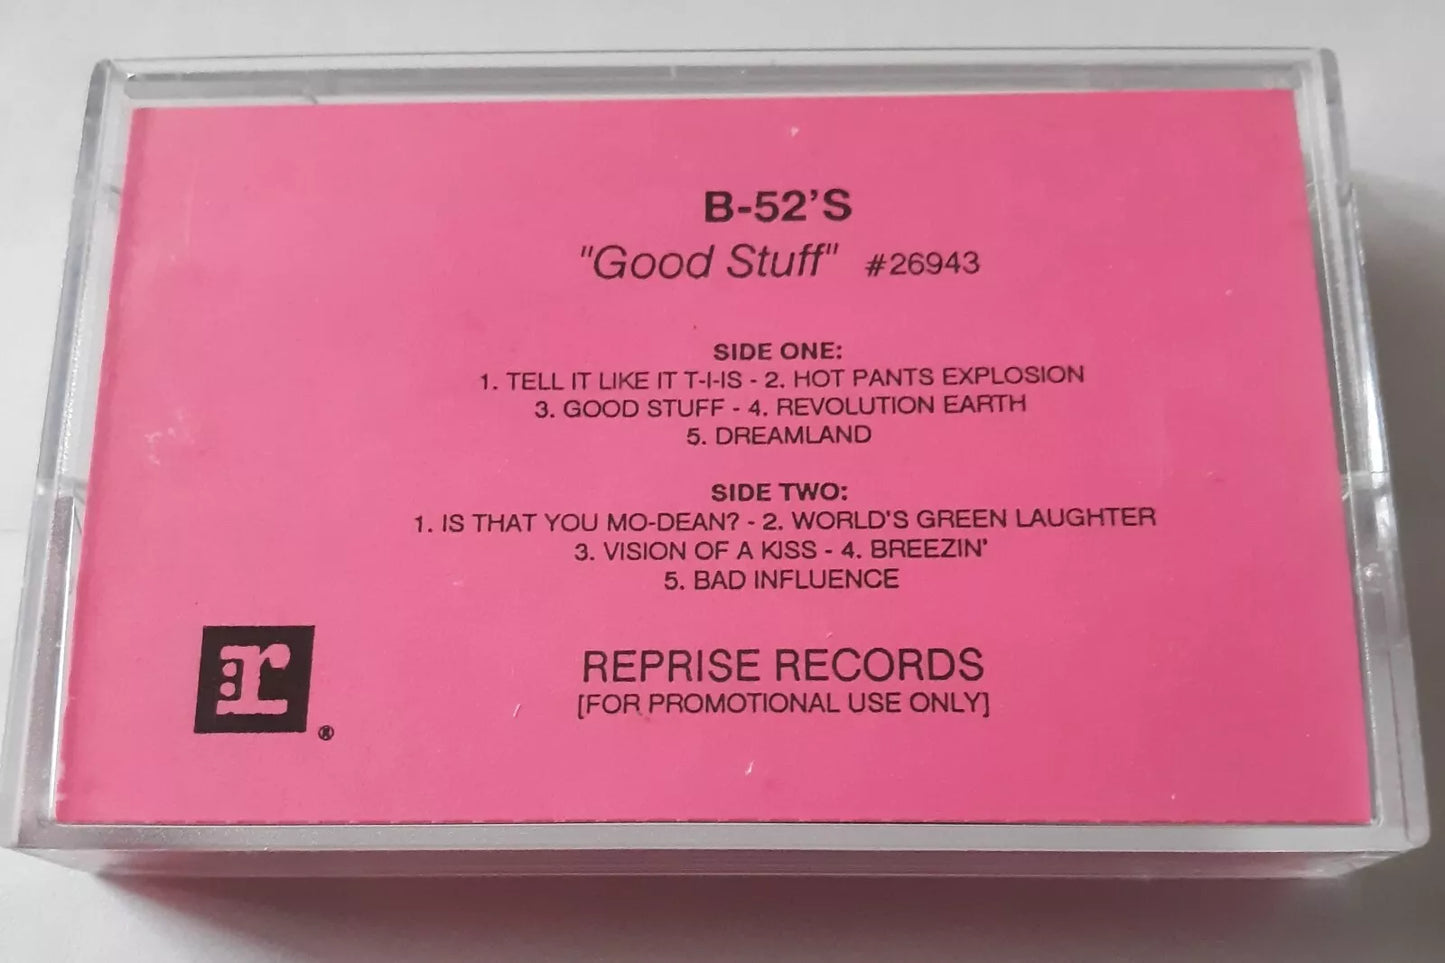 B-52'S
"Good Stuff" #26943
SIDE ONE:
1. TELL IT LIKE IT T-I-IS - 2. HOT PANTS EXPLOSION
3. GOOD STUFF - 4. REVOLUTION EARTH
5. DREAMLAND
SIDE TWO:
1. IS THAT YOU MO-DEAN? - 2. WORLD'S GREEN LAUGHTER
3. VISION OF A KISS - 4. BREEZIN'
5. BAD INFLUENCE
:r
®
REPRISE RECORDS
[FOR PROMOTIONAL USE ONLY]